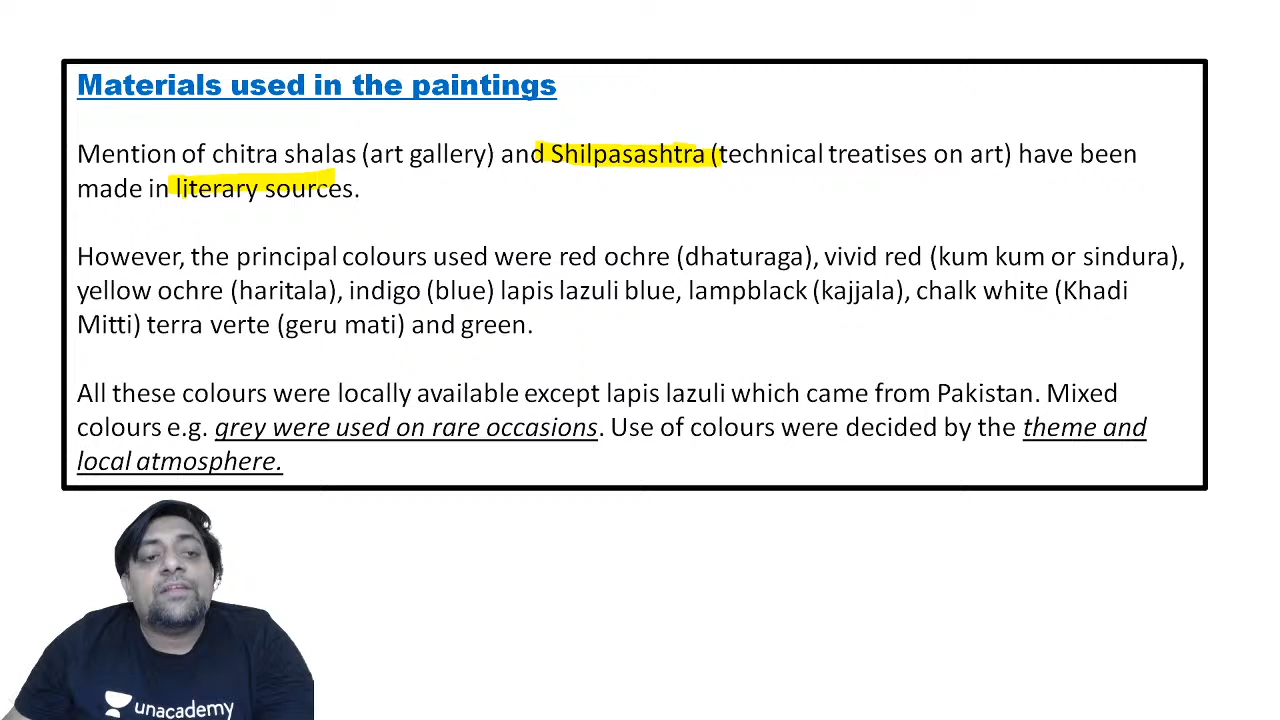 Materials used in the paintings
Mention of chitra shalas (art gallery) and Shilpasashtra (technical treatises on art) have been
made in literary sources.
However, the principal colours used were red ochre (dhaturaga), vivid red (kum kum or sindura),
yellow ochre (haritala), indigo (blue) lapis lazuli blue, lampblack (kajjala), chalk white (Khadi
Mitti) terra verte (geru mati) and green.
All these colours were locally available except lapis lazuli which came from Pakistan. Mixed
colours e.g. grey were used on rare occasions. Use of colours were decided by the theme and
local atmosphere.
unacademy